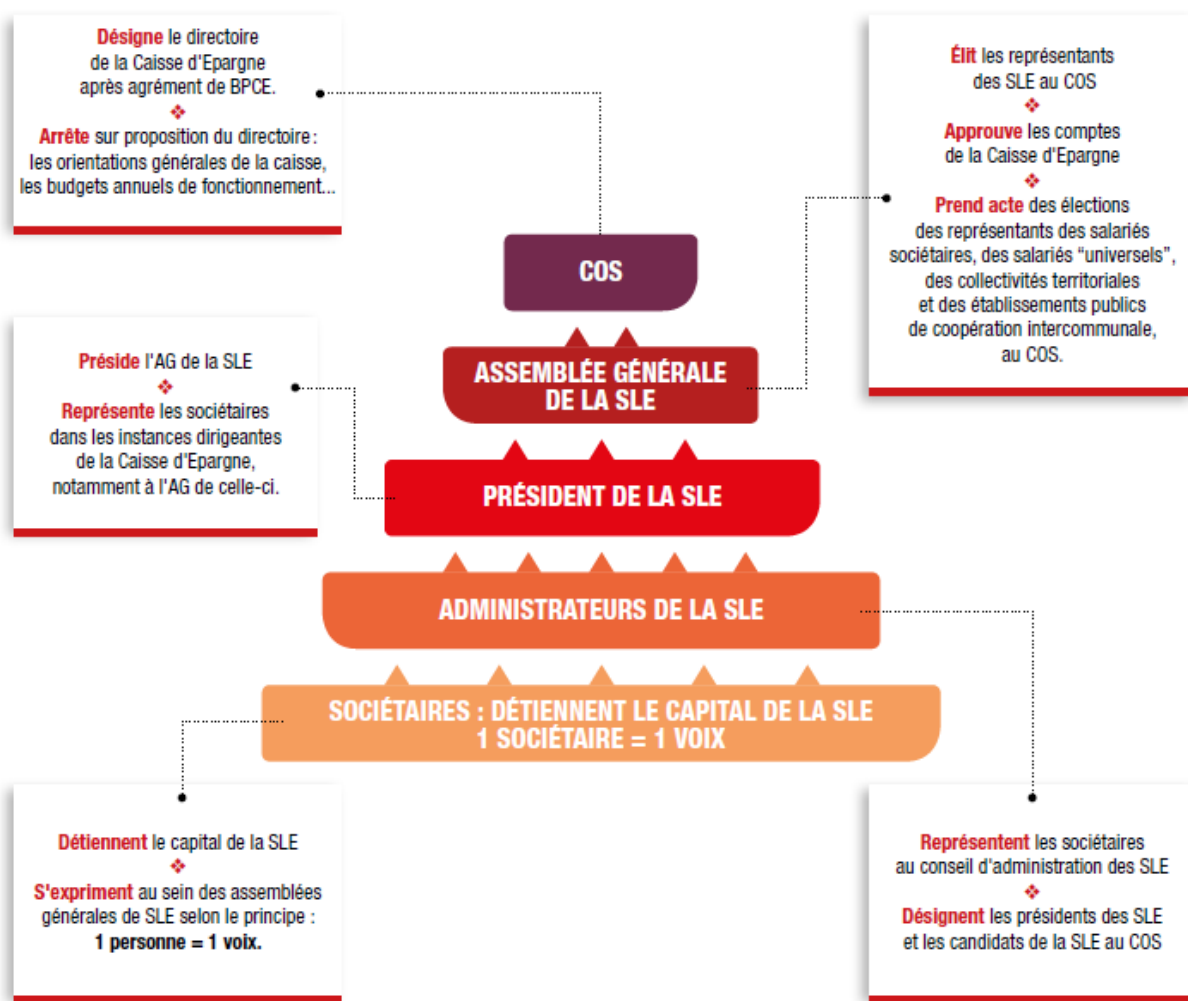 Désigne le directoire
de la Caisse d'Epargne
après agrément de BPCE.
❖
Arrête sur proposition du directoire :
les orientations générales de la caisse,
les budgets annuels de fonctionnement...
Élit les représentants
des SLE au COS
❖
Approuve les comptes
de la Caisse d'Epargne
❖
Prend acte des élections
des représentants des salariés
sociétaires, des salariés “universels”,
des collectivités territoriales
et des établissements publics
de coopération intercommunale,
au COS.
COS
Préside l'AG de la SLE
❖
Représente les sociétaires
dans les instances dirigeantes
de la Caisse d'Epargne,
notamment à l'AG de celle-ci.
ASSEMBLÉE GÉNÉRALE
DE LA SLE
PRÉSIDENT DE LA SLE
ADMINISTRATEURS DE LA SLE
SOCIÉTAIRES : DÉTIENNENT LE CAPITAL DE LA SLE
1 SOCIÉTAIRE = 1 VOIX
Détiennent le capital de la SLE
❖
S'expriment au sein des assemblées
générales de SLE selon le principe :
1 personne = 1 voix.
Représentent les sociétaires
au conseil d'administration des SLE
❖
Désignent les présidents des SLE
et les candidats de la SLE au COS